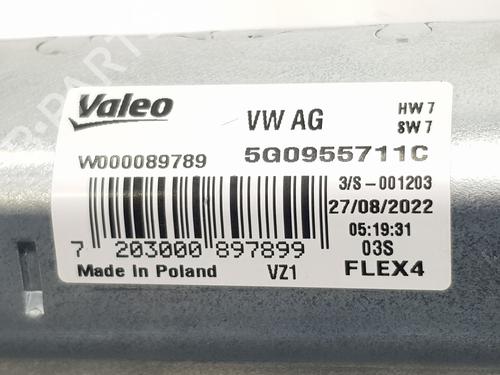 Valeo
VW AG
HW 7
SW 7
W000089789
5G0955711C
3/S-001203
27/08/2022
05:19:31
03S
7 203000 897899
Made in Poland
VZ1
FLEX4